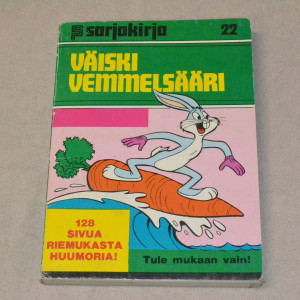 sarjakirja 22
VÄISKI
VEMMELSÄÄRI
128
SIVUA
RIEMUKASTA
HUUMORIA!
Tule mukaan vain!